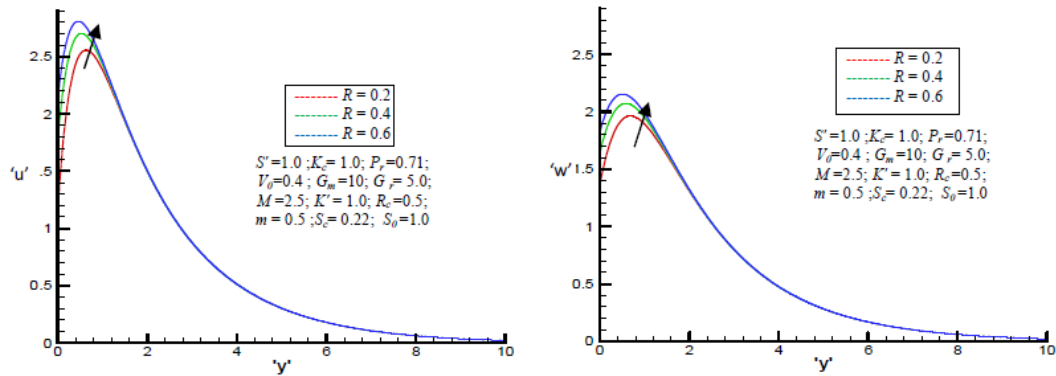 2.5
2
'u'
.5
1
0.5
0
0
2
4
6
8
10
'y'
R = 0.2
R = 0.4
R = 0.6
S'=1.0 ;Kc= 1.0; Pr=0.71;
V0=0.4 ; Gm=10; G r= 5.0;
M=2.5; K' = 1.0; Rc=0.5;
m = 0.5 ;Sc= 0.22; S0=1.0
2.5
2
'w'
.5
1
0.5
0
0
2
4
6
8
10
'y'
R = 0.2
R = 0.4
R = 0.6
S'=1.0 ;Kc= 1.0; Pr=0.71;
V0=0.4 ; Gm=10; G r= 5.0;
M=2.5; K' = 1.0; Rc=0.5;
m = 0.5 ;Sc= 0.22; S0=1.0